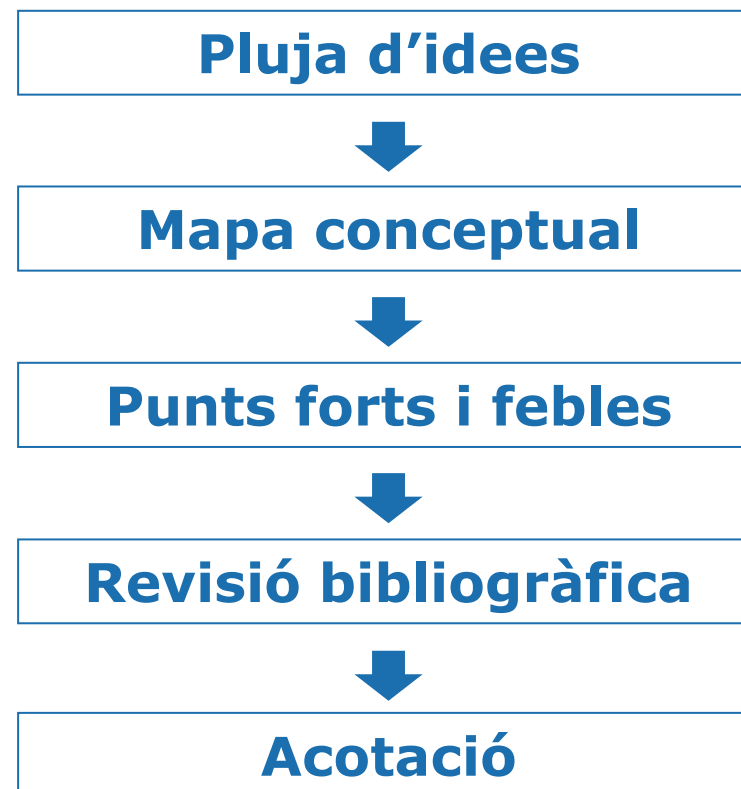 Pluja d’idees
Mapa conceptual
Punts forts i febles
Revisió bibliogràfica
Acotació